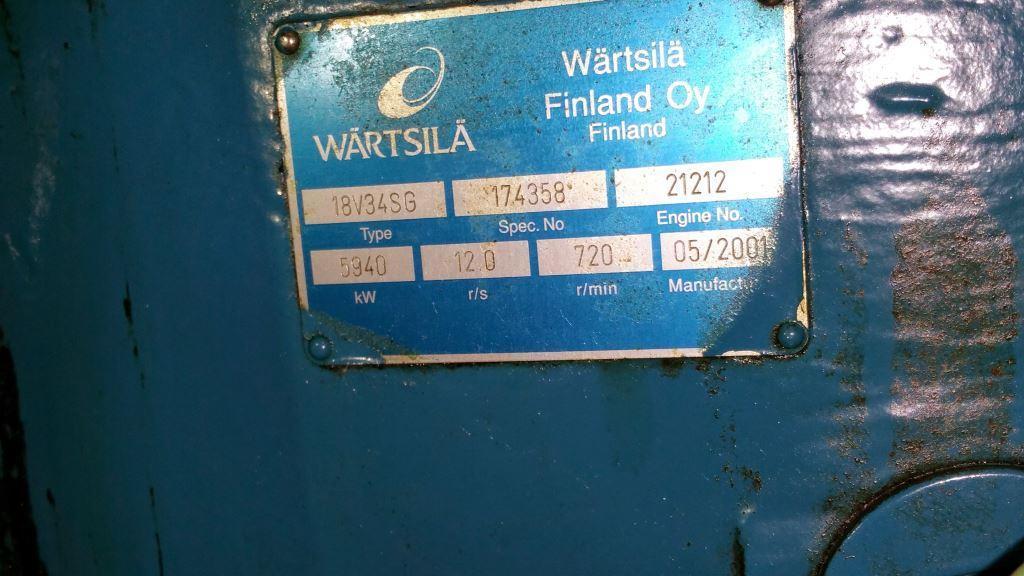 WÄRTSILÄ
Wärtsilä
Finland Oy
Finland
18V34SG 174358 21212
Type Spec. No Engine No.
5940 12.0 720 05/2001
kW r/s r/min